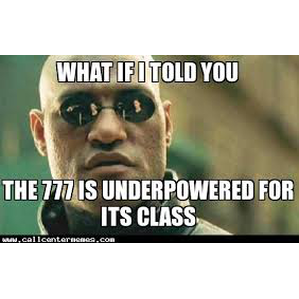 WHAT IF I TOLD YOU
THE 777 IS UNDERPOWERED FOR
ITS CLASS
www.callcentermemes.com